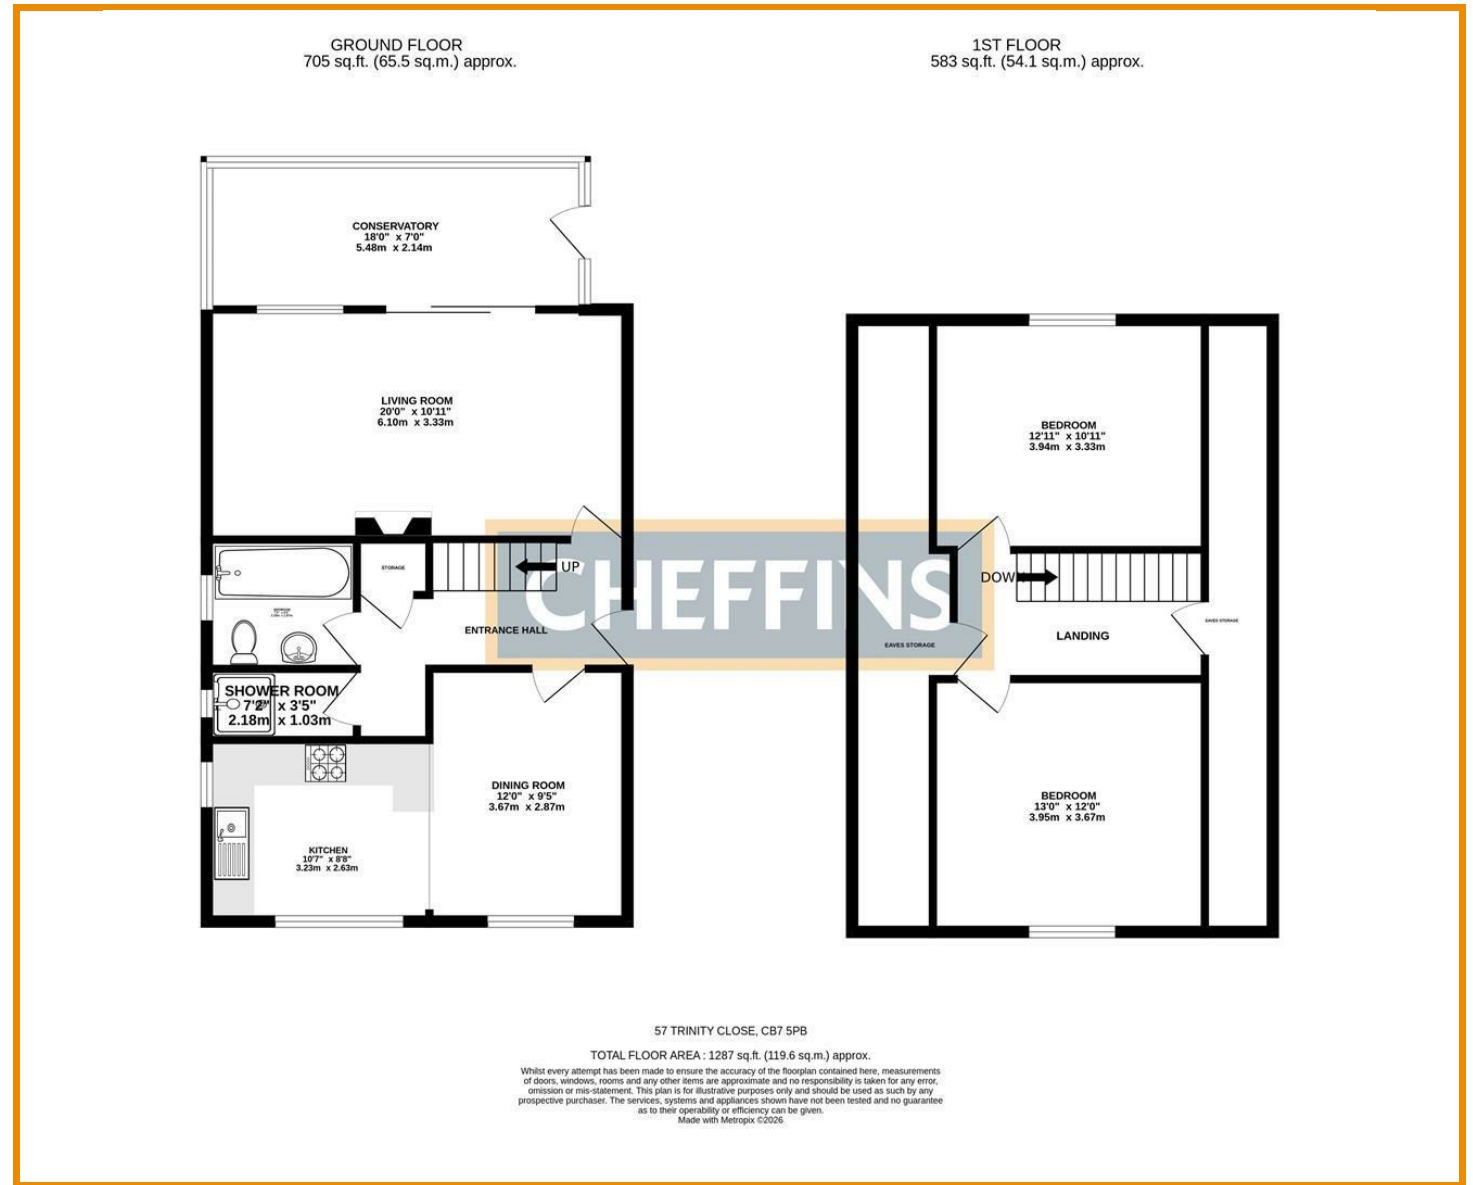 GROUND FLOOR
705 sq.ft. (65.5 sq.m.) approx.
1ST FLOOR
583 sq.ft. (54.1 sq.m.) approx.
CONSERVATORY
18'0" x 7'0"
5.48m x 2.14m
LIVING ROOM
20'0" x 10'11"
6.10m x 3.33m
BEDROOM
12'11" x 10'11"
3.94m x 3.33m
STORAGE
UP
CHEFFINS
DOWN
ENTRANCE HALL
EAVES STORAGE
LANDING
EAVES STORAGE
SHOWER ROOM
7'2" x 3'5"
2.18m x 1.03m
DINING ROOM
12'0" x 9'5"
3.67m x 2.87m
KITCHEN
10'7" x 8'8"
3.23m x 2.63m
BEDROOM
13'0" x 12'0"
3.95m x 3.67m
57 TRINITY CLOSE, CB7 5PB
TOTAL FLOOR AREA : 1287 sq.ft. (119.6 sq.m.) approx.
Whilst every attempt has been made to ensure the accuracy of the floorplan contained here, measurements
of doors, windows, rooms and any other items are approximate and no responsibility is taken for any error,
omission or mis-statement. This plan is for illustrative purposes only and should be used as such by any
prospective purchaser. The services, systems and appliances shown have not been tested and no guarantee
as to their operability or efficiency can be given.
Made with Metropix ©2026